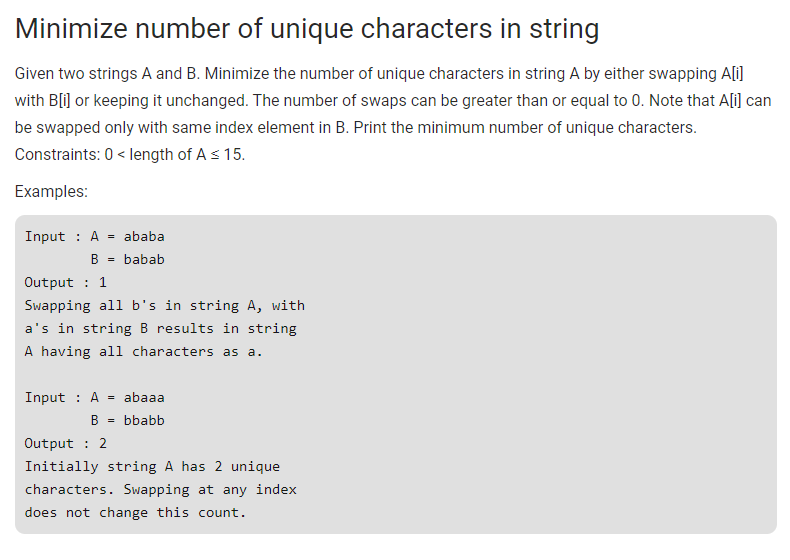 Minimize number of unique characters in string
Given two strings A and B. Minimize the number of unique characters in string A by either swapping A[i]
with B[i] or keeping it unchanged. The number of swaps can be greater than or equal to 0. Note that A[i] can
be swapped only with same index element in B. Print the minimum number of unique characters.
Constraints: 0 < length of A ≤ 15.
Examples:
Input : A = ababa
B = babab
Output : 1
Swapping all b's in string A, with
a's in string B results in string
A having all characters as a.
Input : A = abaaa
B = bbabb
Output : 2
Initially string A has 2 unique
characters. Swapping at any index
does not change this count.